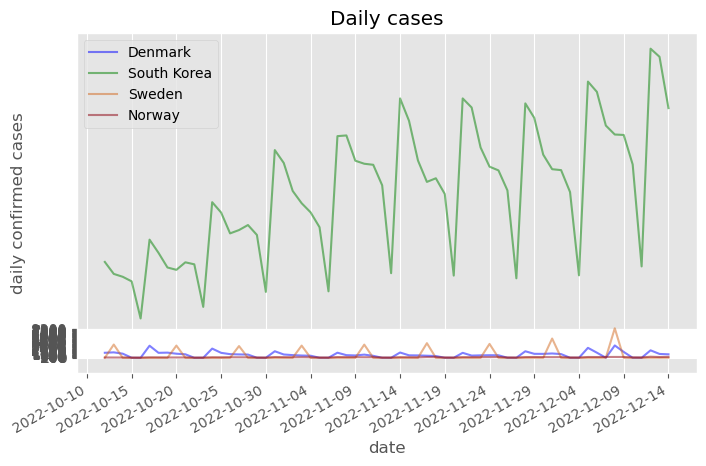 Daily cases
Denmark
South Korea
Sweden
Norway
daily confirmed cases
2022-10-10
2022-10-15
2022-10-20
2022-10-25
2022-10-30
2022-11-04
2022-11-09
2022-11-14
2022-11-19
2022-11-24
2022-11-29
2022-12-04
2022-12-09
2022-12-14
date